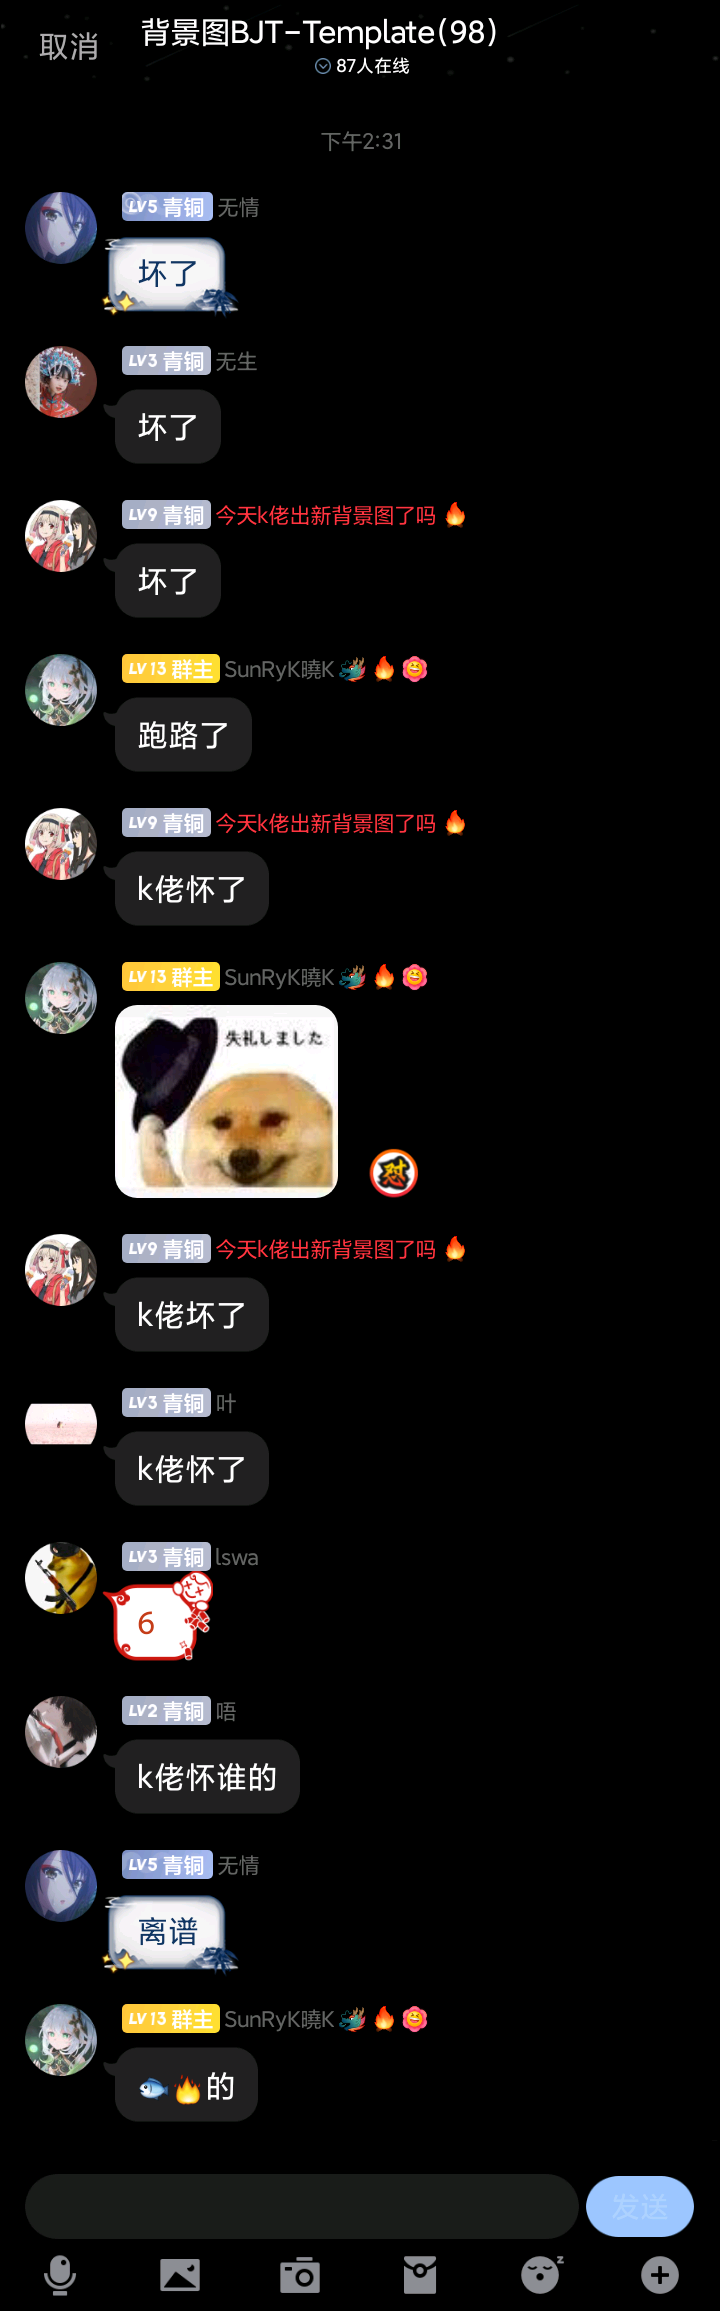 取消
背景图BJT-Template(98)
87人在线
下午2:31
LV5 青铜 无情
坏了
LV3 青铜 无生
坏了
LV9 青铜 今天k佬出新背景图了吗 🔥
坏了
LV13 群主 SunRyK曉K 🐲 🔥
跑路了
LV9 青铜 今天k佬出新背景图了吗 🔥
k佬怀了
LV13 群主 SunRyK曉K 🐲 🔥
失礼しました
怼
LV9 青铜 今天k佬出新背景图了吗 🔥
k佬坏了
LV3 青铜 叶
k佬怀了
LV3 青铜 lswa
6
LV2 青铜 唔
k佬怀谁的
LV5 青铜 无情
离谱
LV13 群主 SunRyK曉K 🐲 🔥
🐟🔥的
发送